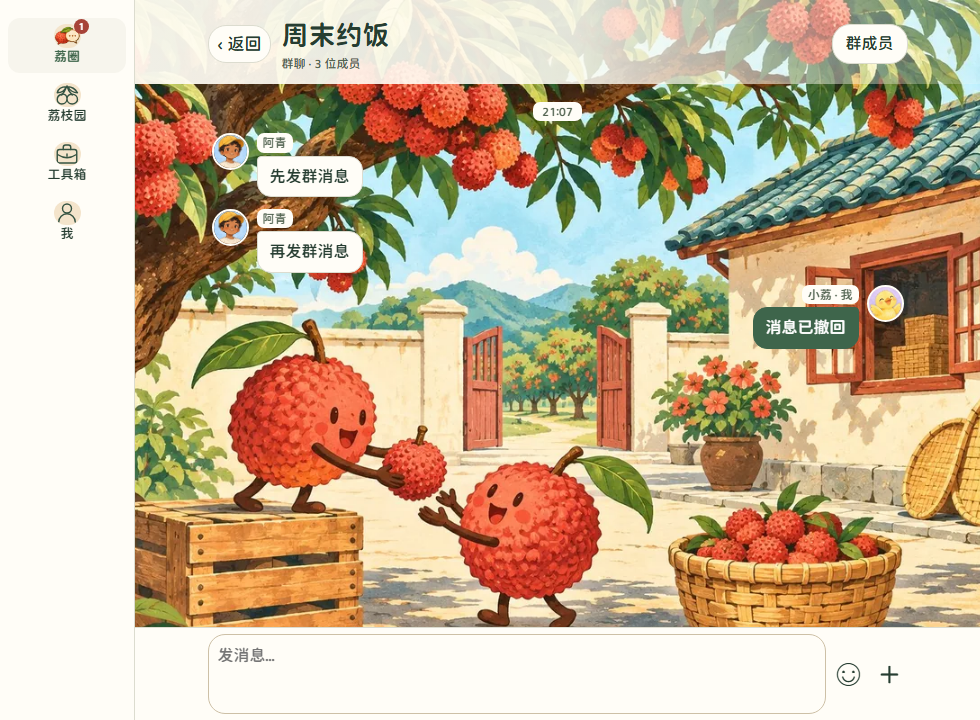 1
荔圈
荔枝园
工具箱
我
‹ 返回
周末约饭
群聊 · 3 位成员
群成员
21:07
阿青
先发群消息
阿青
再发群消息
小荔 · 我
消息已撤回
发消息…